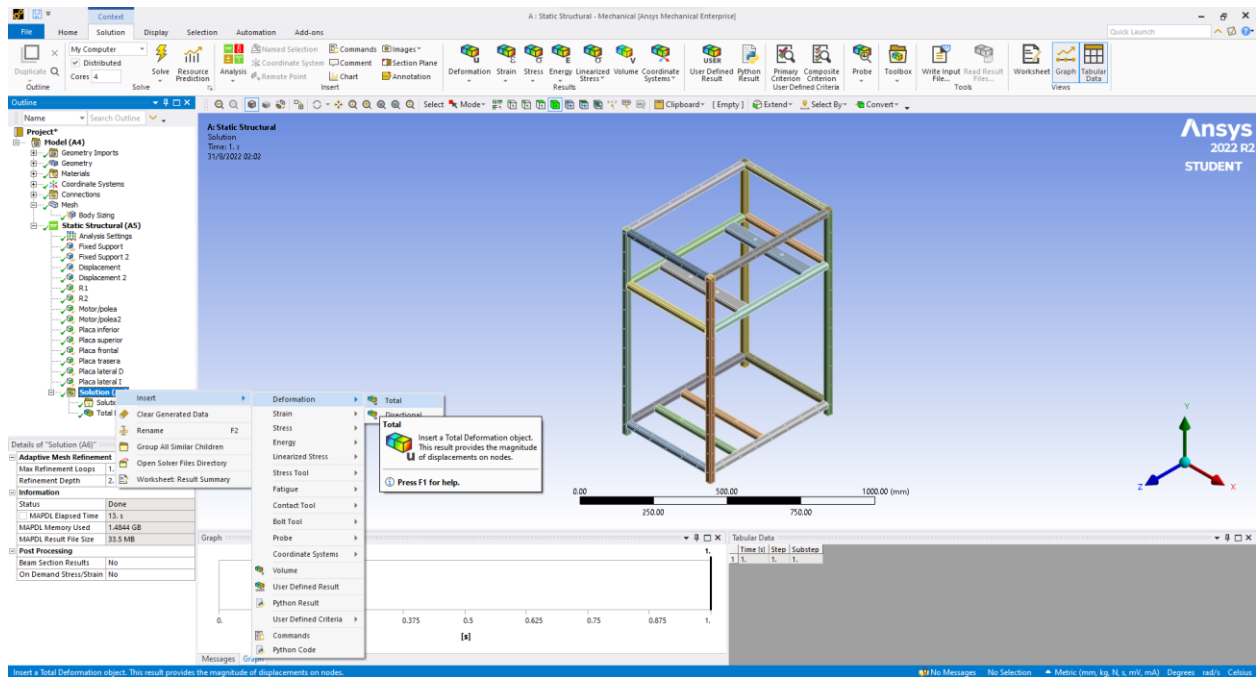 Context
A : Static Structural - Mechanical [Ansys Mechanical Enterprise]
File Home Solution Display Selection Automation Add-ons
Quick Launch
Duplicate
Outline
My Computer
Distributed
Cores 4
Solve
Resource Prediction
Solve
Analysis
Named Selection
Coordinate System
Remote Point
Commands
Comment
Chart
Images
Section Plane
Annotation
Insert
Deformation Strain Stress Energy Linearized Stress Volume Coordinate Systems
Results
USER
User Defined Result
Python Result
Primary Criterion
Composite Criterion
User Defined Criteria
Probe
Toolbox
Write Input File...
Read Result Files...
Tools
Worksheet Graph Tabular Data
Views
Outline
Name Search Outline
Select Mode Clipboard [Empty] Extend Select By Convert
Project*
Model (A4)
Geometry Imports
Geometry
Materials
Coordinate Systems
Connections
Mesh
Body Sizing
Static Structural (A5)
Analysis Settings
Fixed Support
Fixed Support 2
Displacement
Displacement 2
R1
R2
Motor/polea
Motor/polea2
Placa inferior
Placa superior
Placa frontal
Placa trasera
Placa lateral D
Placa lateral I
A: Static Structural
Solution
Time: 1. s
31/8/2022 02:02
Ansys
2022 R2
STUDENT
Insert
Clear Generated Data
Rename F2
Group All Similar Children
Open Solver Files Directory
Worksheet: Result Summary
Deformation
Strain
Stress
Energy
Linearized Stress
Stress Tool
Fatigue
Contact Tool
Bolt Tool
Probe
Coordinate Systems
Volume
User Defined Result
Python Result
User Defined Criteria
Commands
Python Code
Total
Directional
Total
Insert a Total Deformation object.
This result provides the magnitude
of displacements on nodes.
U
Press F1 for help.
0.00 500.00 1000.00 (mm)
250.00 750.00
Y
Z
X
Details of "Solution (A6)"
Adaptive Mesh Refinement
Max Refinement Loops 1.
Refinement Depth 2.
Information
Status Done
MAPDL Elapsed Time 13. s
MAPDL Memory Used 1.4844 GB
MAPDL Result File Size 33.5 MB
Post Processing
Beam Section Results No
On Demand Stress/Strain No
Graph
1.
0. 0.375 0.5 0.625 0.75 0.875 1.
[s]
Messages Graph
Tabular Data
Time [s] Step Substep
1 1. 1. 1.
Insert a Total Deformation object. This result provides the magnitude of displacements on nodes.
No Messages No Selection Metric (mm, kg, N, s, mV, mA) Degrees rad/s Celsius